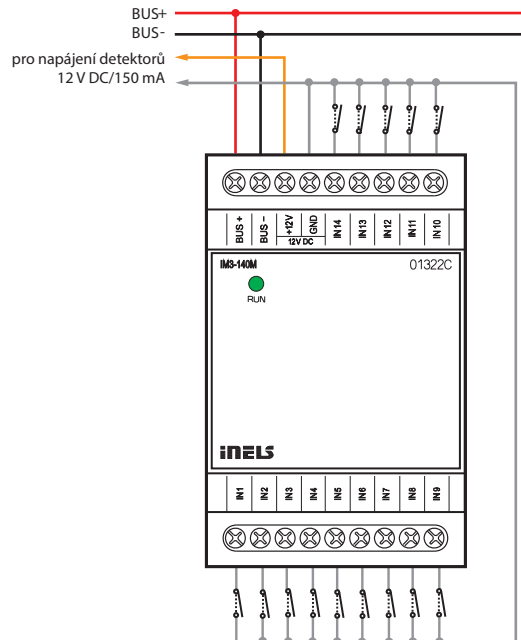 BUS+
BUS-
pro napájení detektorů
12 V DC/150 mA
BUS +
BUS –
+12V
GND
12V DC
IN14
IN13
IN12
IN11
IN10
IM3-140M
01322C
RUN
iNELS
IN1
IN2
IN3
IN4
IN5
IN6
IN7
IN8
IN9